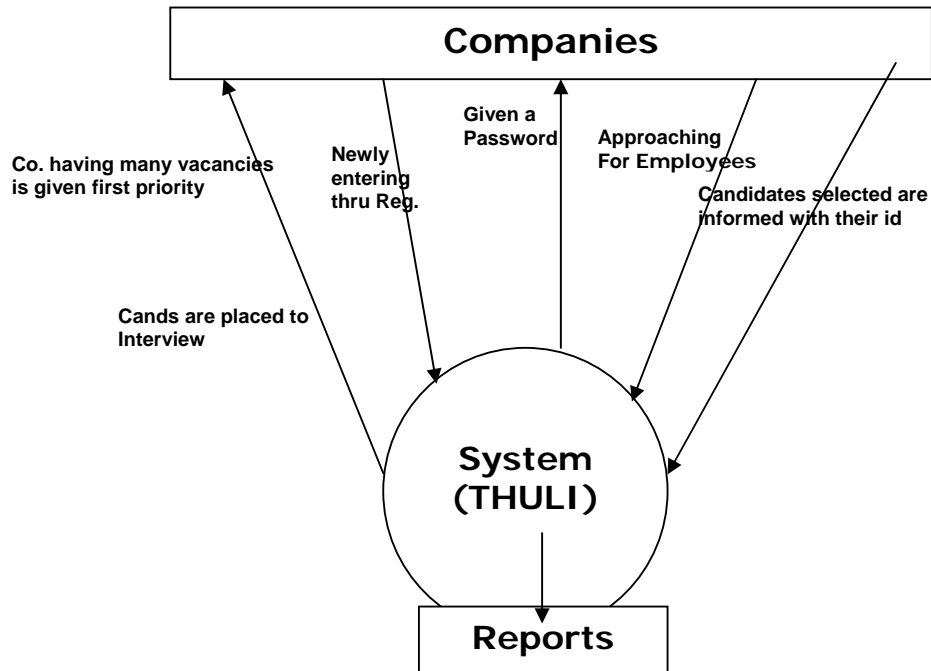 Companies
Given a
Password
Approaching
For Employees
Newly
entering
thru Reg.
Co. having many vacancies
is given first priority
Candidates selected are
informed with their id
Cands are placed to
Interview
System
(THULI)
Reports